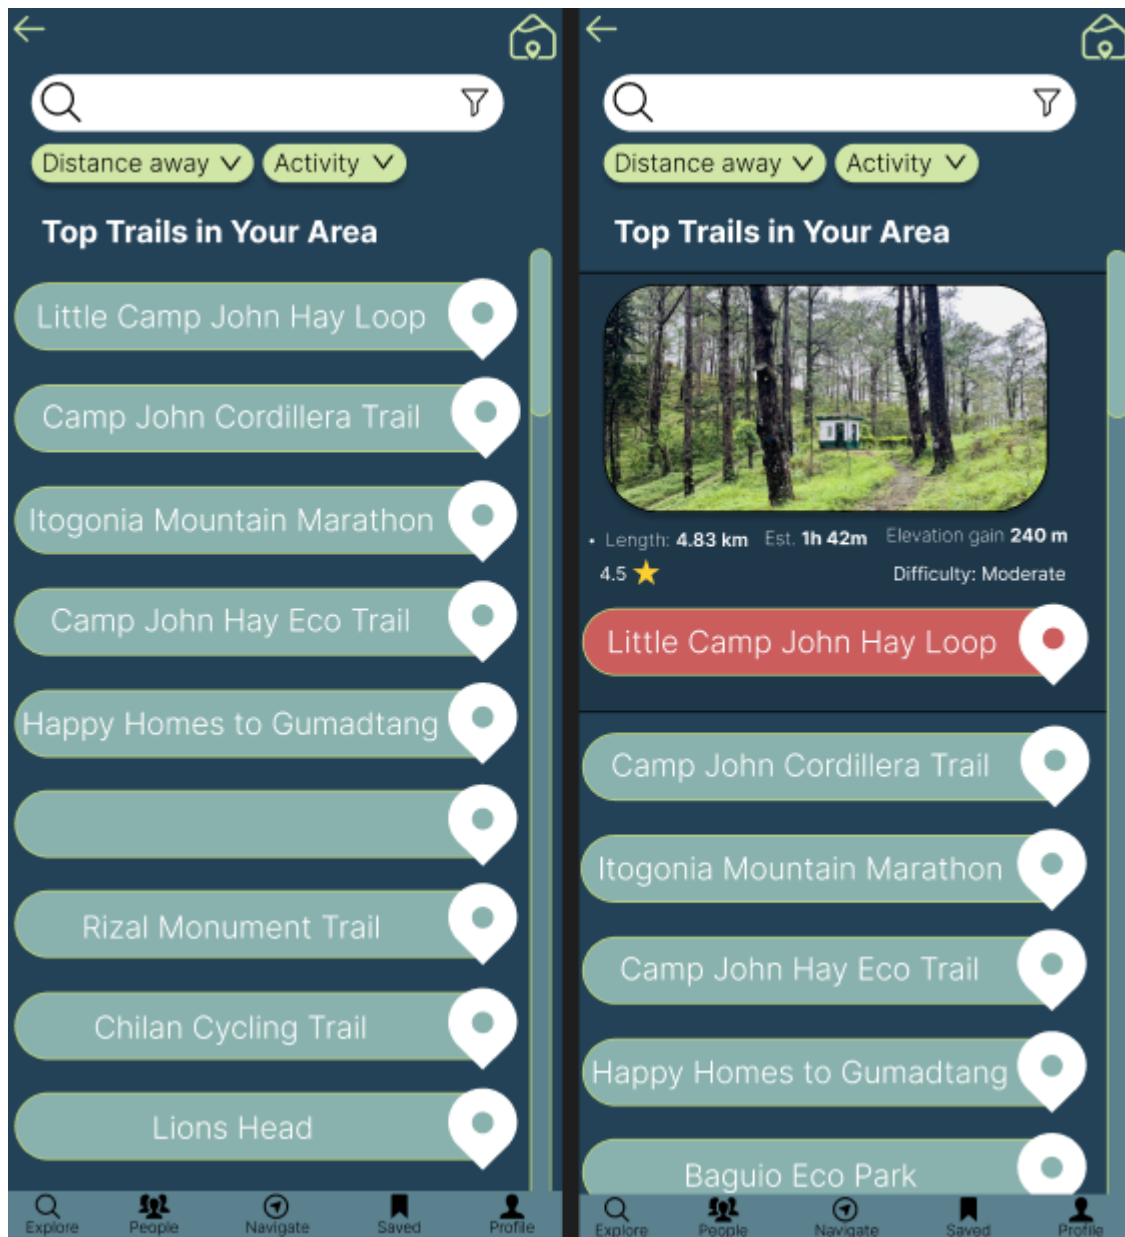 Distance away
Activity
Top Trails in Your Area
Little Camp John Hay Loop
Camp John Cordillera Trail
Itogonia Mountain Marathon
Camp John Hay Eco Trail
Happy Homes to Gumadtang
Rizal Monument Trail
Chilan Cycling Trail
Lions Head
Explore People Navigate Saved Profile
Distance away
Activity
Top Trails in Your Area
• Length: 4.83 km Est. 1h 42m Elevation gain 240 m
4.5 Difficulty: Moderate
Little Camp John Hay Loop
Camp John Cordillera Trail
Itogonia Mountain Marathon
Camp John Hay Eco Trail
Happy Homes to Gumadtang
Baguio Eco Park
Explore People Navigate Saved Profile